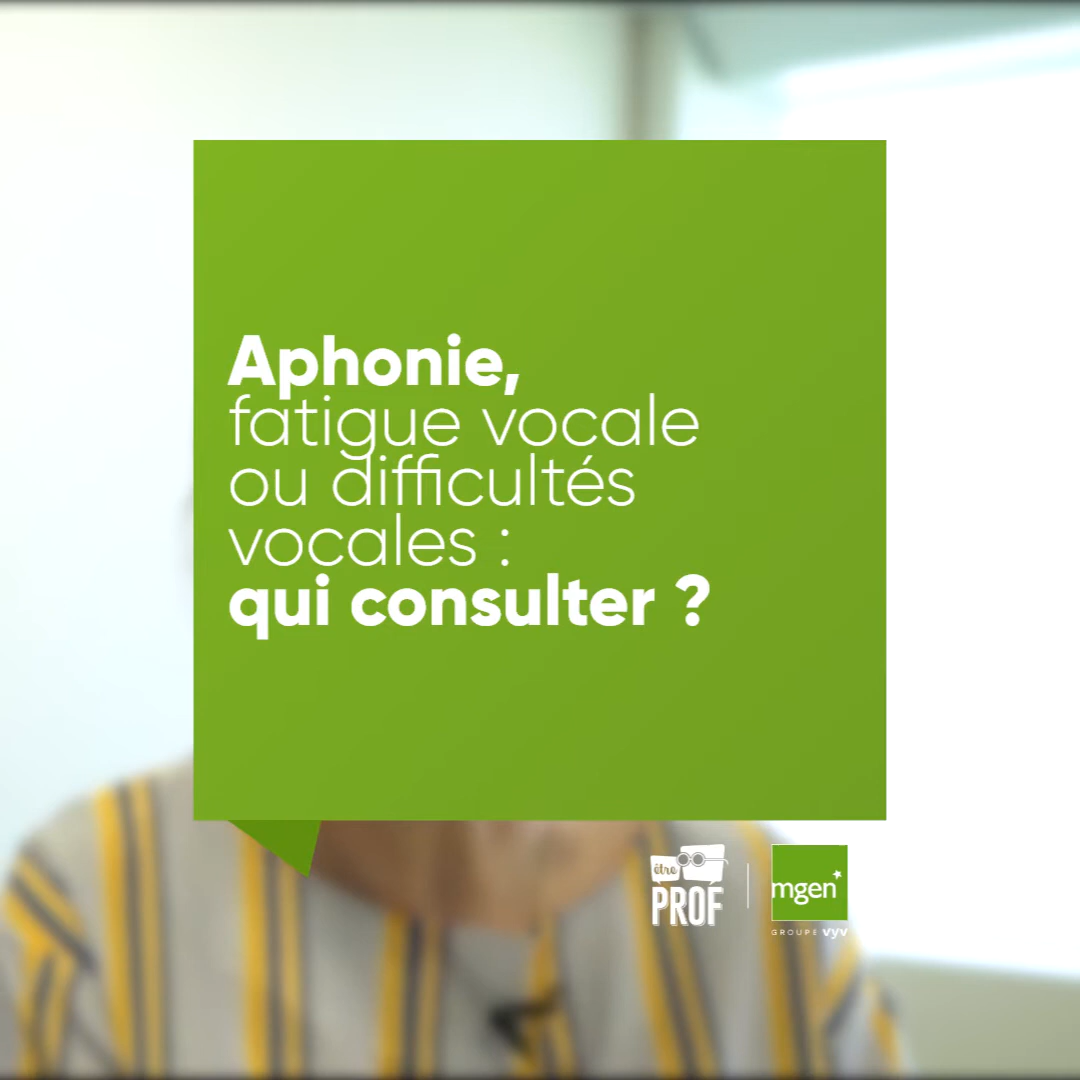 Aphonie,
fatigue vocale
ou difficultés
vocales :
qui consulter ?
être
PROF
mgen
GROUPE vyv